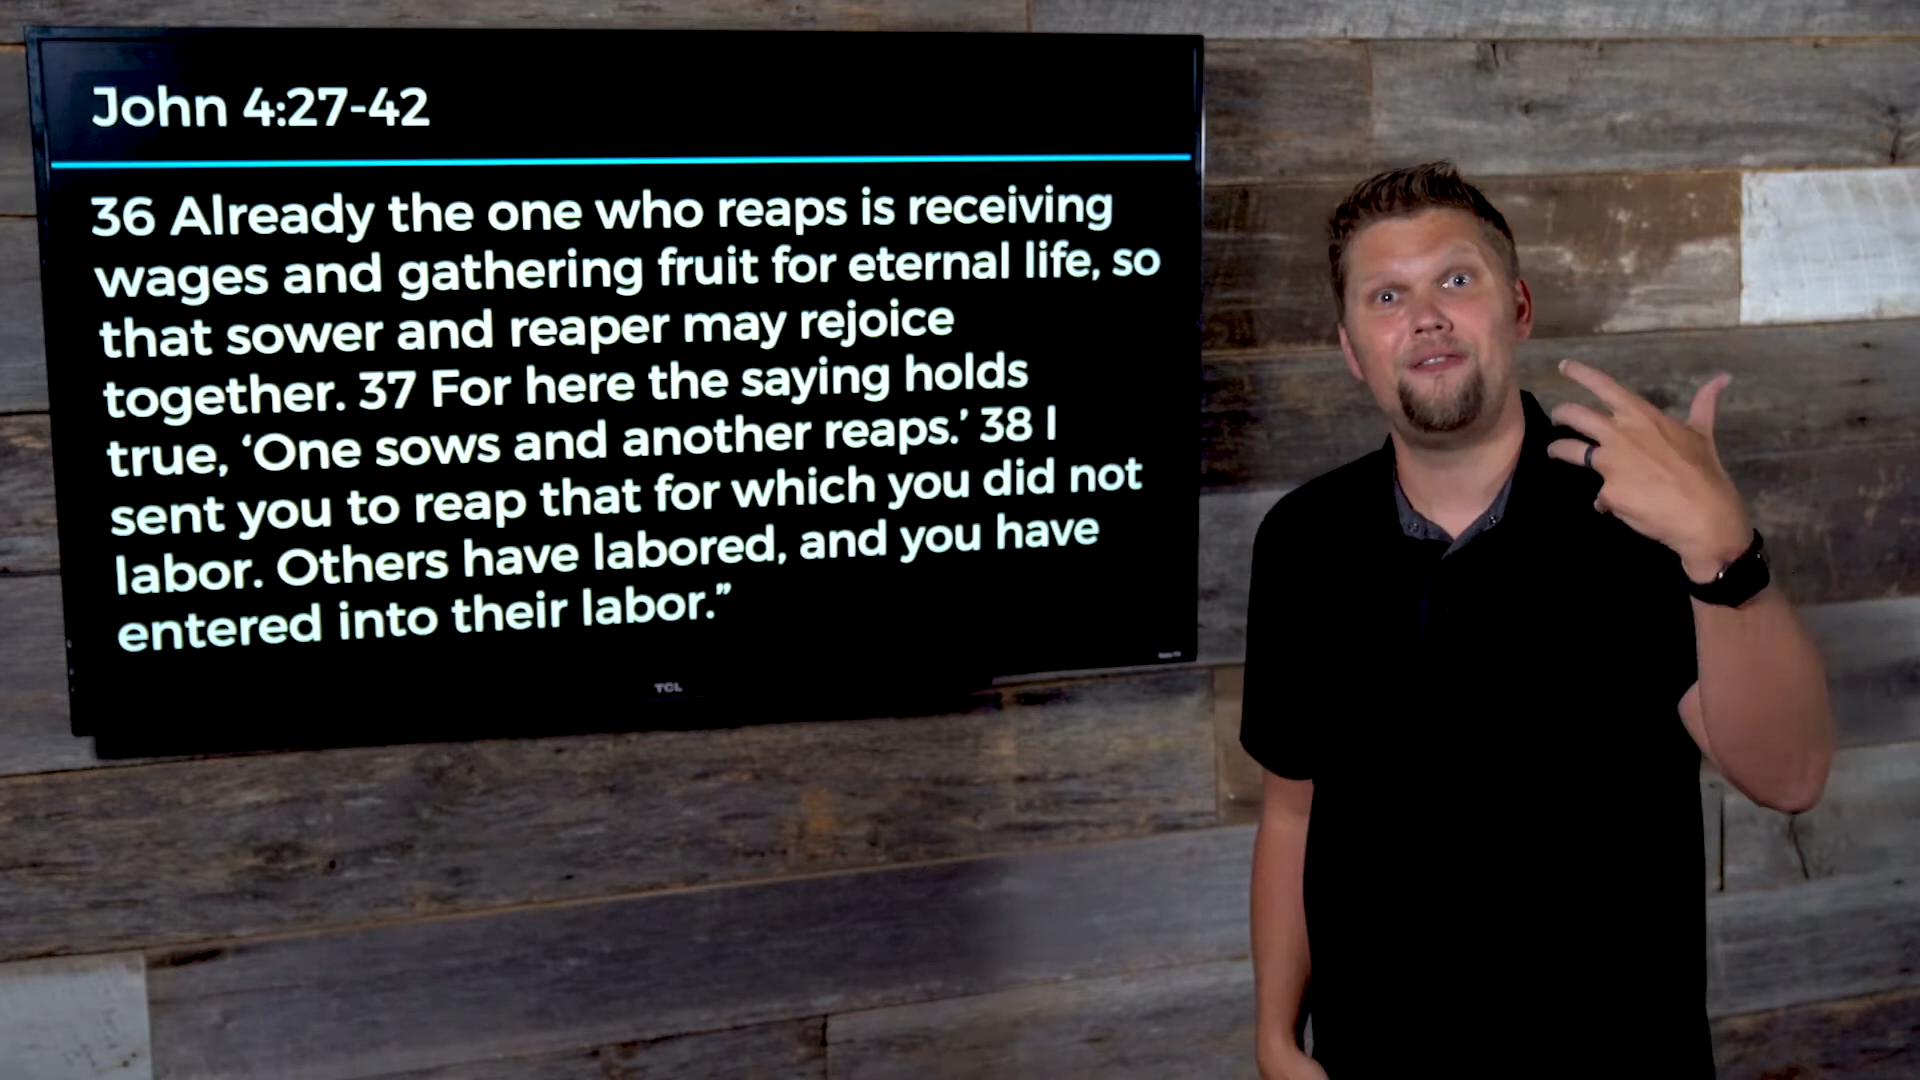 John 4:27-42
36 Already the one who reaps is receiving
wages and gathering fruit for eternal life, so
that sower and reaper may rejoice
together. 37 For here the saying holds
true, ‘One sows and another reaps.’ 38 I
sent you to reap that for which you did not
labor. Others have labored, and you have
entered into their labor.”
TCL